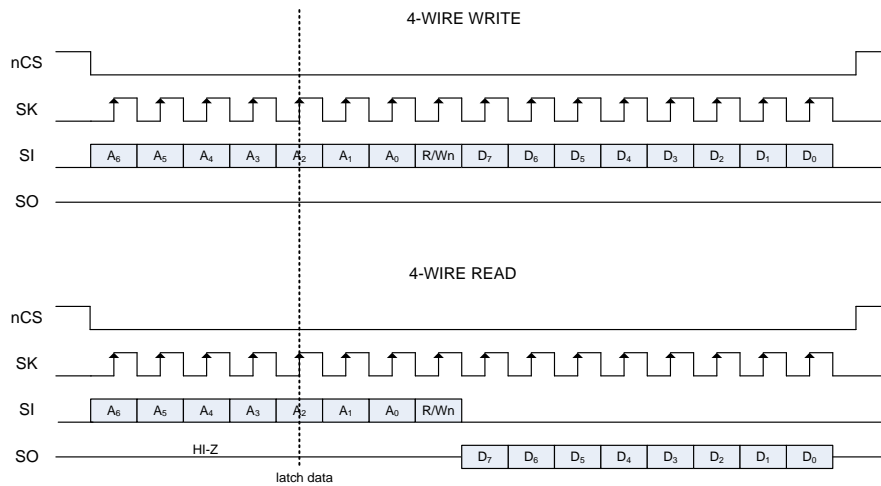 4-WIRE WRITE
nCS
SK
SI A₆ A₅ A₄ A₃ A₂ A₁ A₀ R/Wn D₇ D₆ D₅ D₄ D₃ D₂ D₁ D₀
SO
4-WIRE READ
nCS
SK
SI A₆ A₅ A₄ A₃ A₂ A₁ A₀ R/Wn
SO HI-Z D₇ D₆ D₅ D₄ D₃ D₂ D₁ D₀
latch data